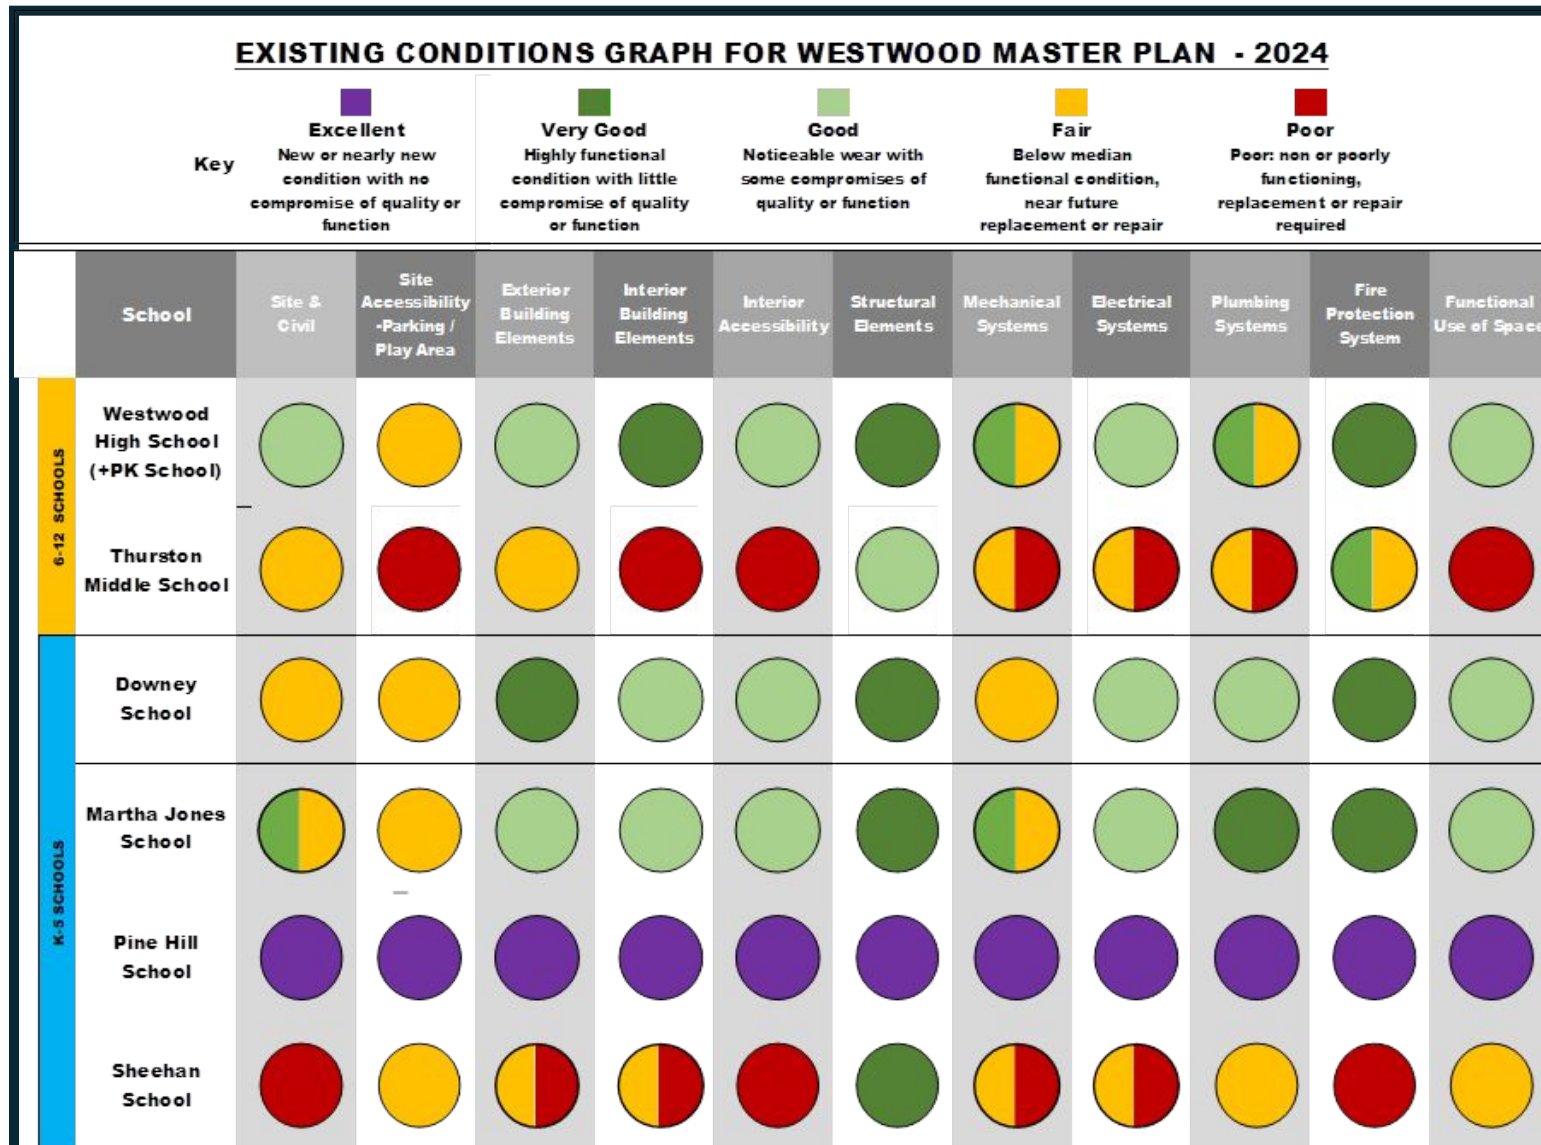 EXISTING CONDITIONS GRAPH FOR WESTWOOD MASTER PLAN - 2024
Key
Excellent
New or nearly new
condition with no
compromise of quality or
function
Very Good
Highly functional
condition with little
compromise of quality
or function
Good
Noticeable wear with
some compromises of
quality or function
Fair
Below median
functional condition,
near future
replacement or repair
Poor
Poor: non or poorly
functioning,
replacement or repair
required
School
Site &
Civil
Site
Accessibility
-Parking /
Play Area
Exterior
Building
Elements
Interior
Building
Elements
Interior
Accessibility
Structural
Elements
Mechanical
Systems
Electrical
Systems
Plumbing
Systems
Fire
Protection
System
Functional
Use of Space
6-12 SCHOOLS
Westwood
High School
(+PK School)
Thurston
Middle School
K-5 SCHOOLS
Downey
School
Martha Jones
School
Pine Hill
School
Sheehan
School